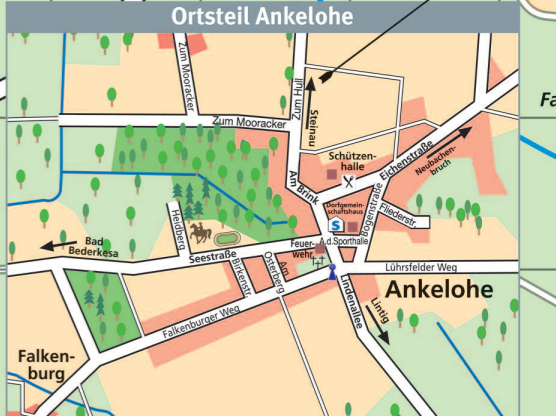 Ortsteil Ankelohe
Zum Mooracker
Zum Hull
Steinau
Zum Mooracker
Fa
Schützen-
halle
Eichenstraße
Neubachen-
bruch
Am Brink
Dorfgemein-
schaftshaus
S
Bogenstraße
Fliederstr.
Heidberg
Bad
Bederkesa
Seestraße
Feuer-
wehr
A.d.Sporthalle
Birkenstr.
Am
Osterberg
Lührsfelder Weg
Ankelohe
Lindenallee
Lintig
Falkenburger Weg
Falken-
burg